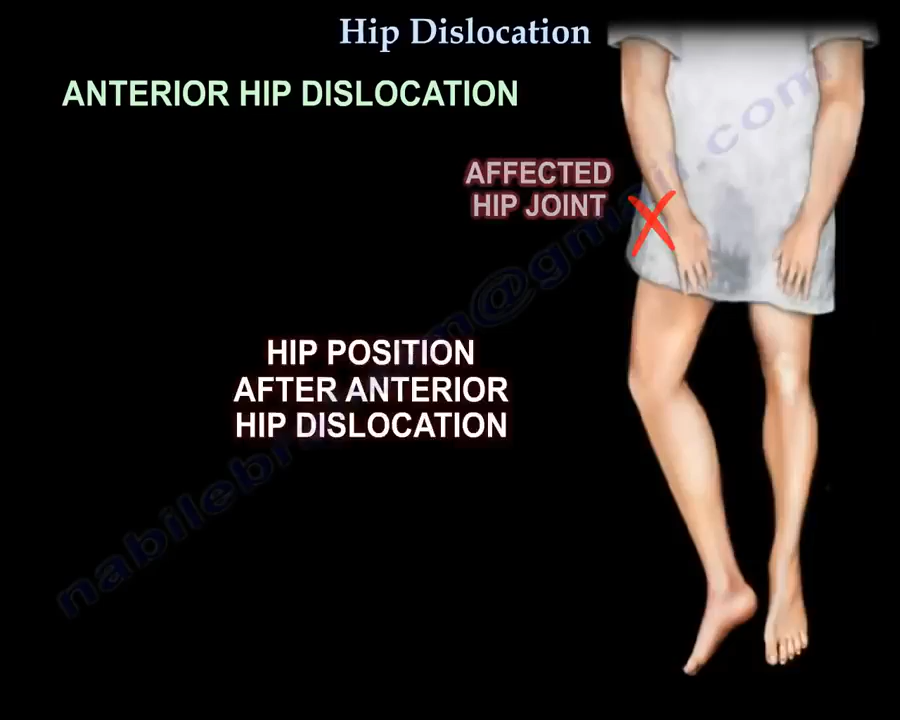 Hip Dislocation
ANTERIOR HIP DISLOCATION
AFFECTED
HIP JOINT
HIP POSITION
AFTER ANTERIOR
HIP DISLOCATION